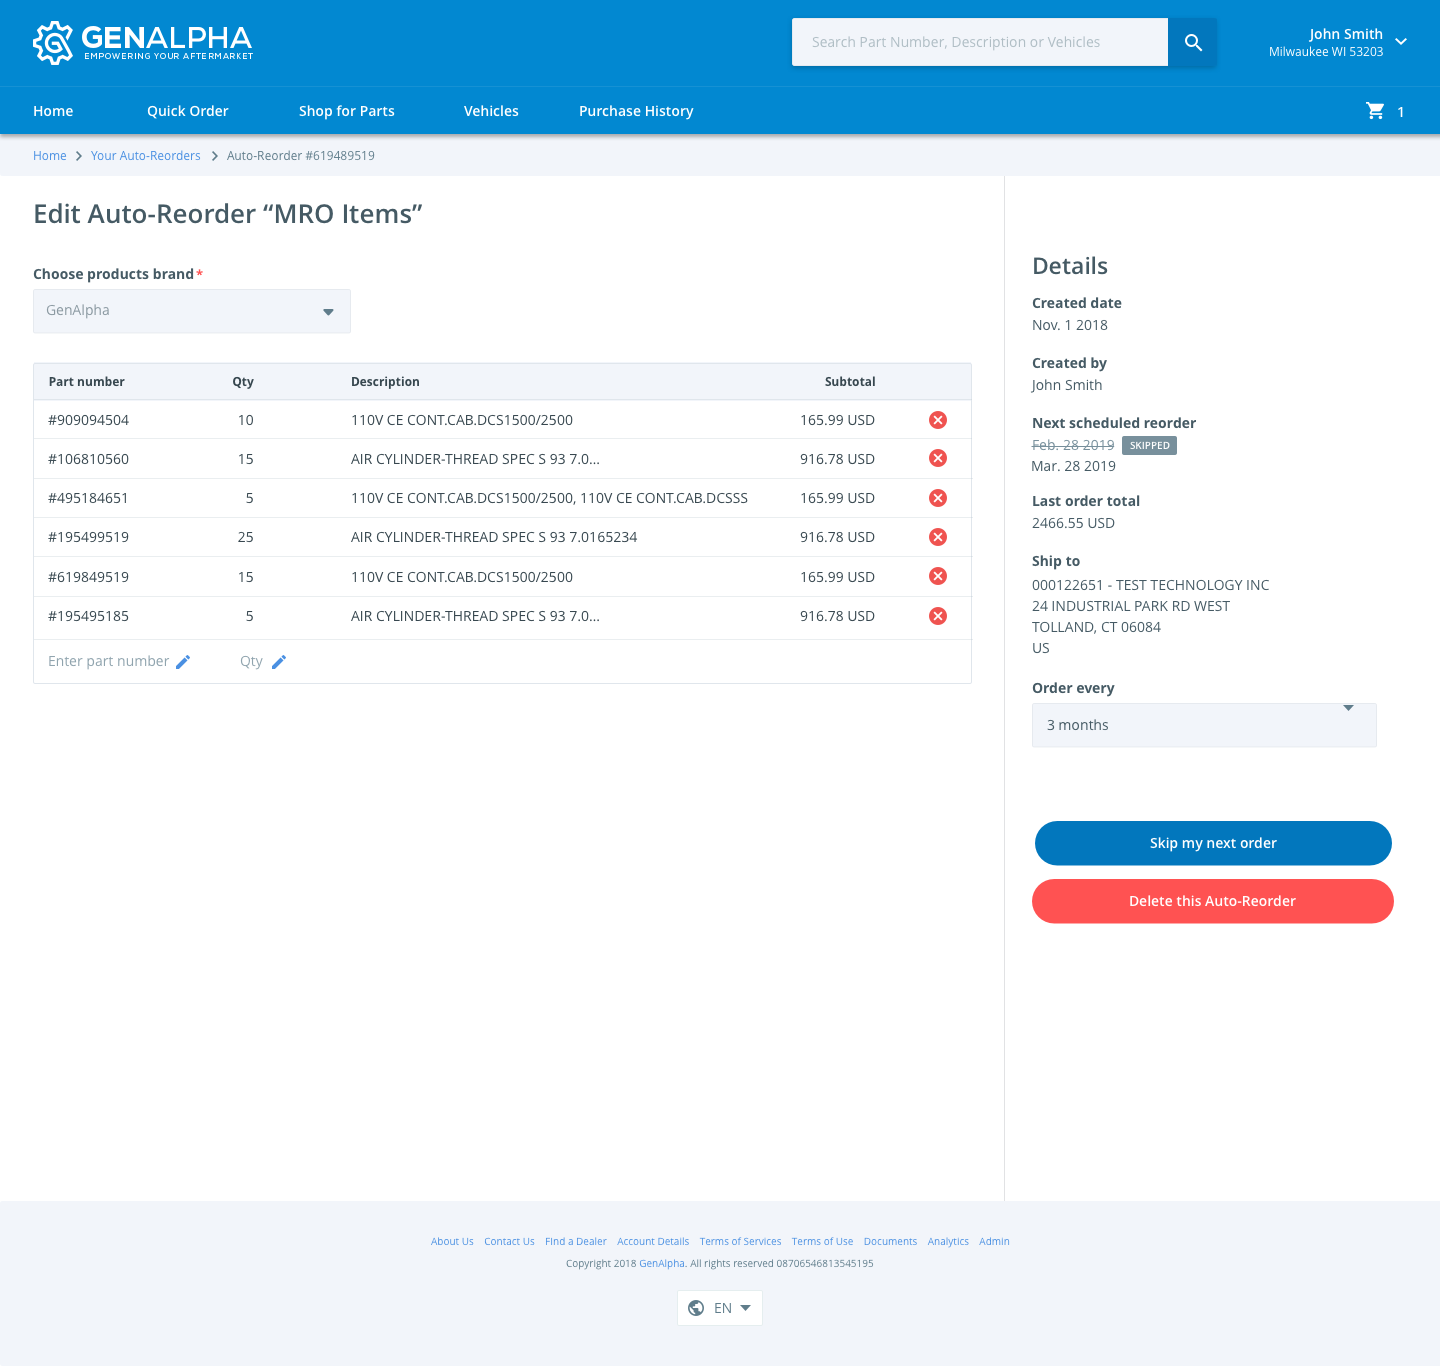 GENALPHA
EMPOWERING YOUR AFTERMARKET
Search Part Number, Description or Vehicles
John Smith
Milwaukee WI 53203
Home Quick Order Shop for Parts Vehicles Purchase History 1
Home Your Auto-Reorders Auto-Reorder #619489519
Edit Auto-Reorder “MRO Items”
Choose products brand*
GenAlpha
Part number Qty Description Subtotal
#909094504 10 110V CE CONT.CAB.DCS1500/2500 165.99 USD
#106810560 15 AIR CYLINDER-THREAD SPEC S 93 7.0... 916.78 USD
#495184651 5 110V CE CONT.CAB.DCS1500/2500, 110V CE CONT.CAB.DCSSS 165.99 USD
#195499519 25 AIR CYLINDER-THREAD SPEC S 93 7.0165234 916.78 USD
#619849519 15 110V CE CONT.CAB.DCS1500/2500 165.99 USD
#195495185 5 AIR CYLINDER-THREAD SPEC S 93 7.0... 916.78 USD
Enter part number Qty
Details
Created date
Nov. 1 2018
Created by
John Smith
Next scheduled reorder
Feb. 28 2019 SKIPPED
Mar. 28 2019
Last order total
2466.55 USD
Ship to
000122651 - TEST TECHNOLOGY INC
24 INDUSTRIAL PARK RD WEST
TOLLAND, CT 06084
US
Order every
3 months
Skip my next order
Delete this Auto-Reorder
About Us Contact Us Find a Dealer Account Details Terms of Services Terms of Use Documents Analytics Admin
Copyright 2018 GenAlpha. All rights reserved 08706546813545195
EN